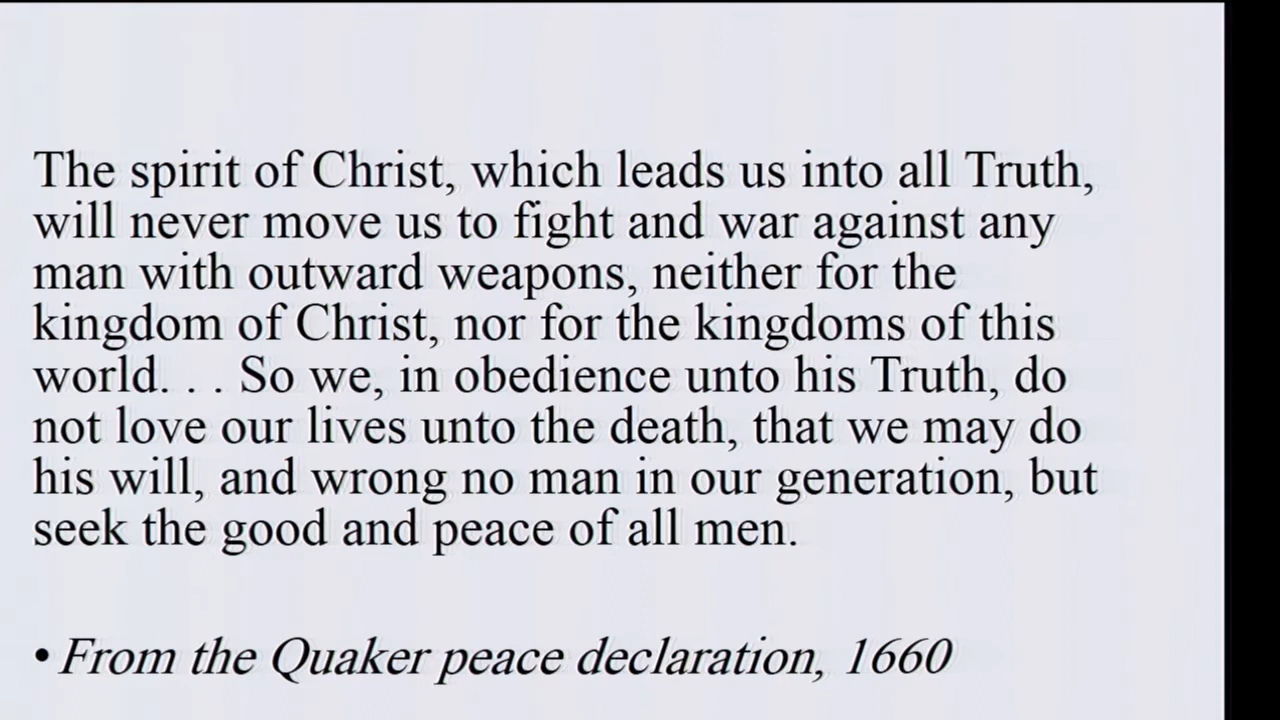 The spirit of Christ, which leads us into all Truth,
will never move us to fight and war against any
man with outward weapons, neither for the
kingdom of Christ, nor for the kingdoms of this
world. . . So we, in obedience unto his Truth, do
not love our lives unto the death, that we may do
his will, and wrong no man in our generation, but
seek the good and peace of all men.
• From the Quaker peace declaration, 1660